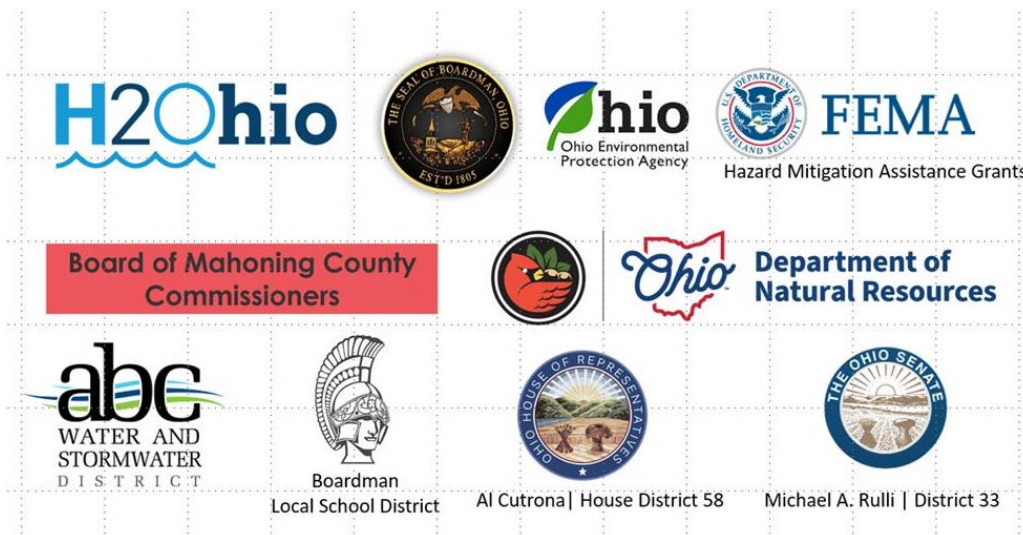 H2Ohio
THE SEAL OF BOARDMAN, OHIO
EST'D 1805
Ohio
Ohio Environmental
Protection Agency
U.S. DEPARTMENT OF
HOMELAND SECURITY
FEMA
Hazard Mitigation Assistance Grants
Board of Mahoning County
Commissioners
Ohio
Department of
Natural Resources
abc
WATER AND
STORMWATER
DISTRICT
Boardman
Local School District
OHIO HOUSE OF REPRESENTATIVES
Al Cutrona| House District 58
THE OHIO SENATE
Michael A. Rulli | District 33